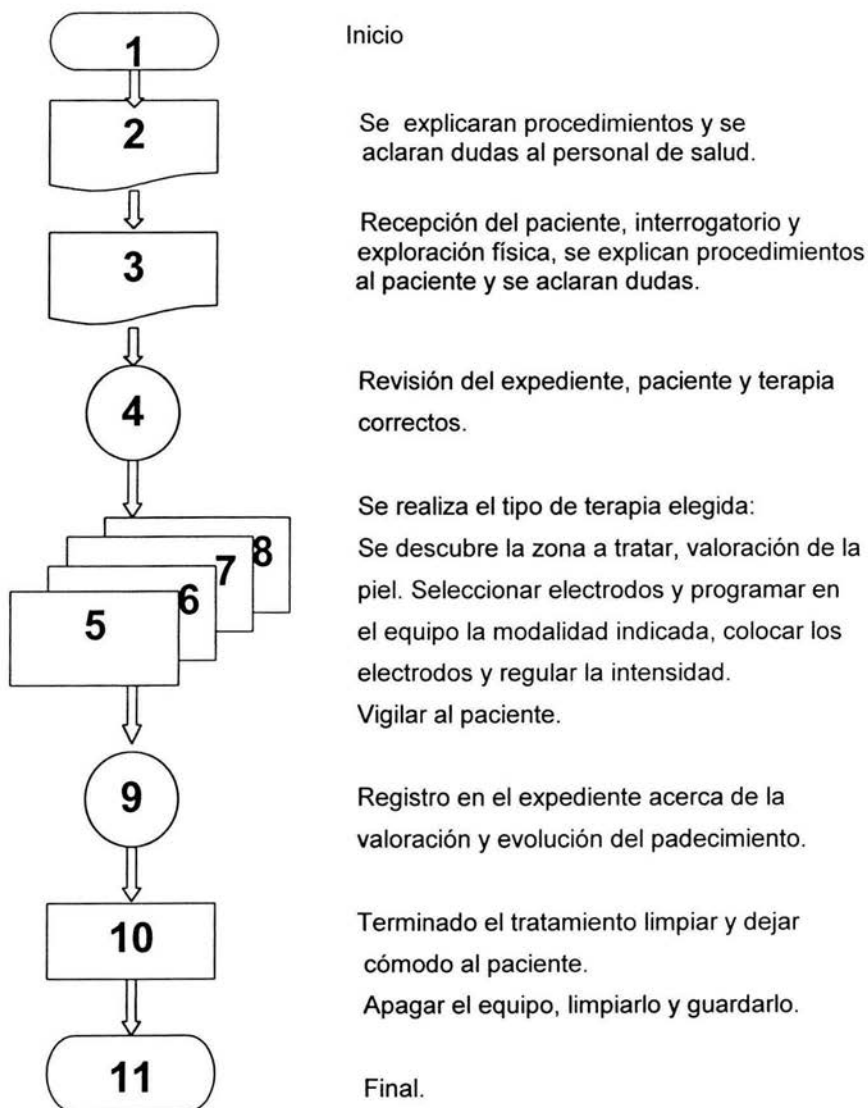 1
Inicio
2
Se explicaran procedimientos y se
aclaran dudas al personal de salud.
3
Recepción del paciente, interrogatorio y
exploración física, se explican procedimientos
al paciente y se aclaran dudas.
4
Revisión del expediente, paciente y terapia
correctos.
5
6
7
8
Se realiza el tipo de terapia elegida:
Se descubre la zona a tratar, valoración de la
piel. Seleccionar electrodos y programar en
el equipo la modalidad indicada, colocar los
electrodos y regular la intensidad.
Vigilar al paciente.
9
Registro en el expediente acerca de la
valoración y evolución del padecimiento.
10
Terminado el tratamiento limpiar y dejar
cómodo al paciente.
Apagar el equipo, limpiarlo y guardarlo.
11
Final.